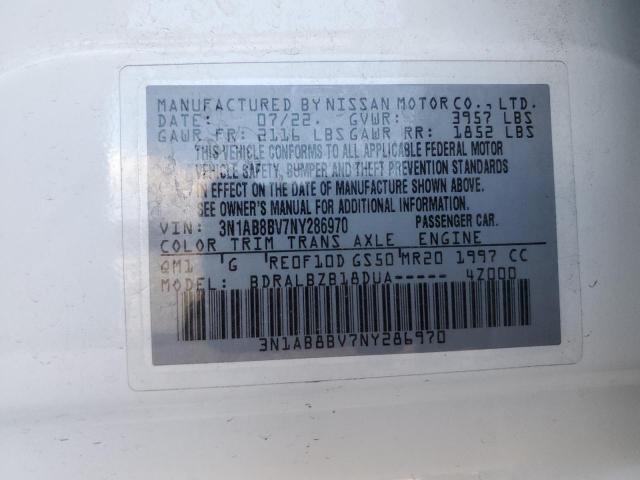 MANUFACTURED BY NISSAN MOTOR CO., LTD.
DATE: 07/22. GVWR: 3957 LBS
GAWR FR: 2116 LBS GAWR RR: 1852 LBS
THIS VEHICLE CONFORMS TO ALL APPLICABLE FEDERAL MOTOR
VEHICLE SAFETY, BUMPER AND THEFT PREVENTION STANDARDS
IN EFFECT ON THE DATE OF MANUFACTURE SHOWN ABOVE.
SEE OWNER'S MANUAL FOR ADDITIONAL INFORMATION.
VIN: 3N1AB8BV7NY286970 PASSENGER CAR.
COLOR TRIM TRANS AXLE ENGINE
QM1 G RE0F10D GS50 MR20 1997 CC
MODEL: BDRALBZB18DUA----- 4Z000
3N1AB8BV7NY286970